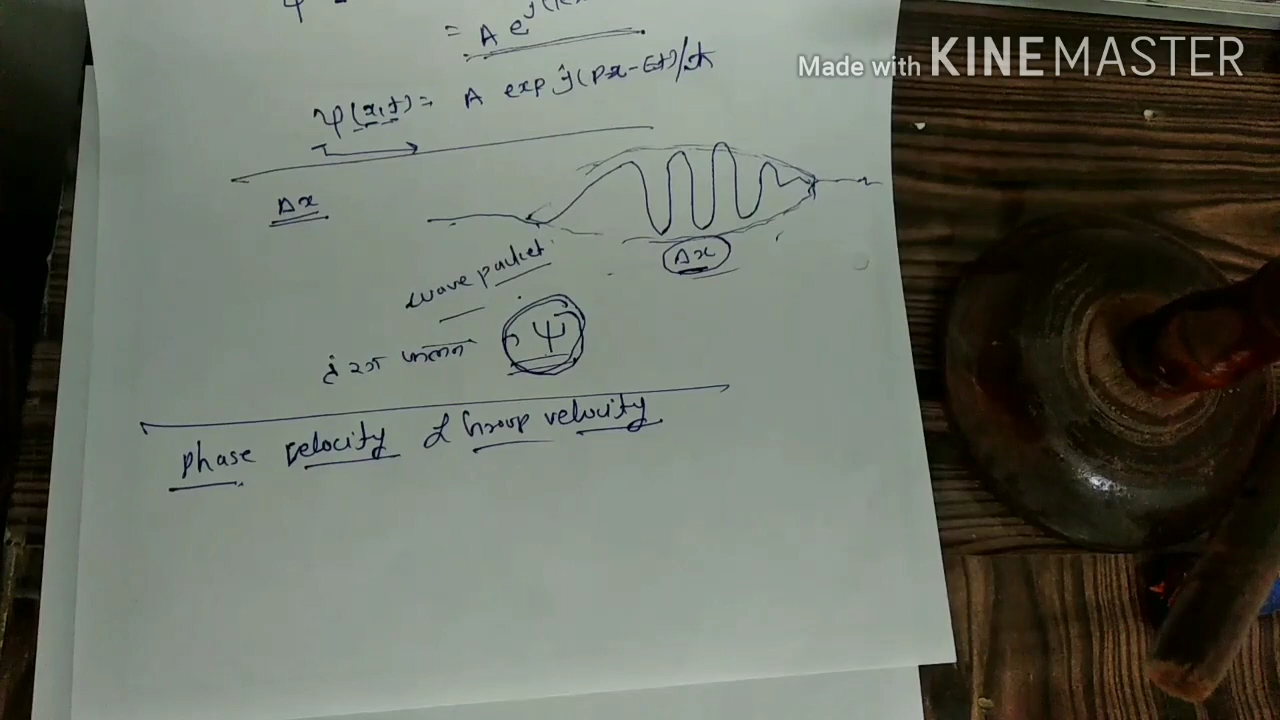 ψ
= A e^j(k
Made with KINEMASTER
ψ(x,t) = A exp j(Px-Et)/ħ
Δx
Δx
wave packet
Ψ
Phase velocity & Group velocity